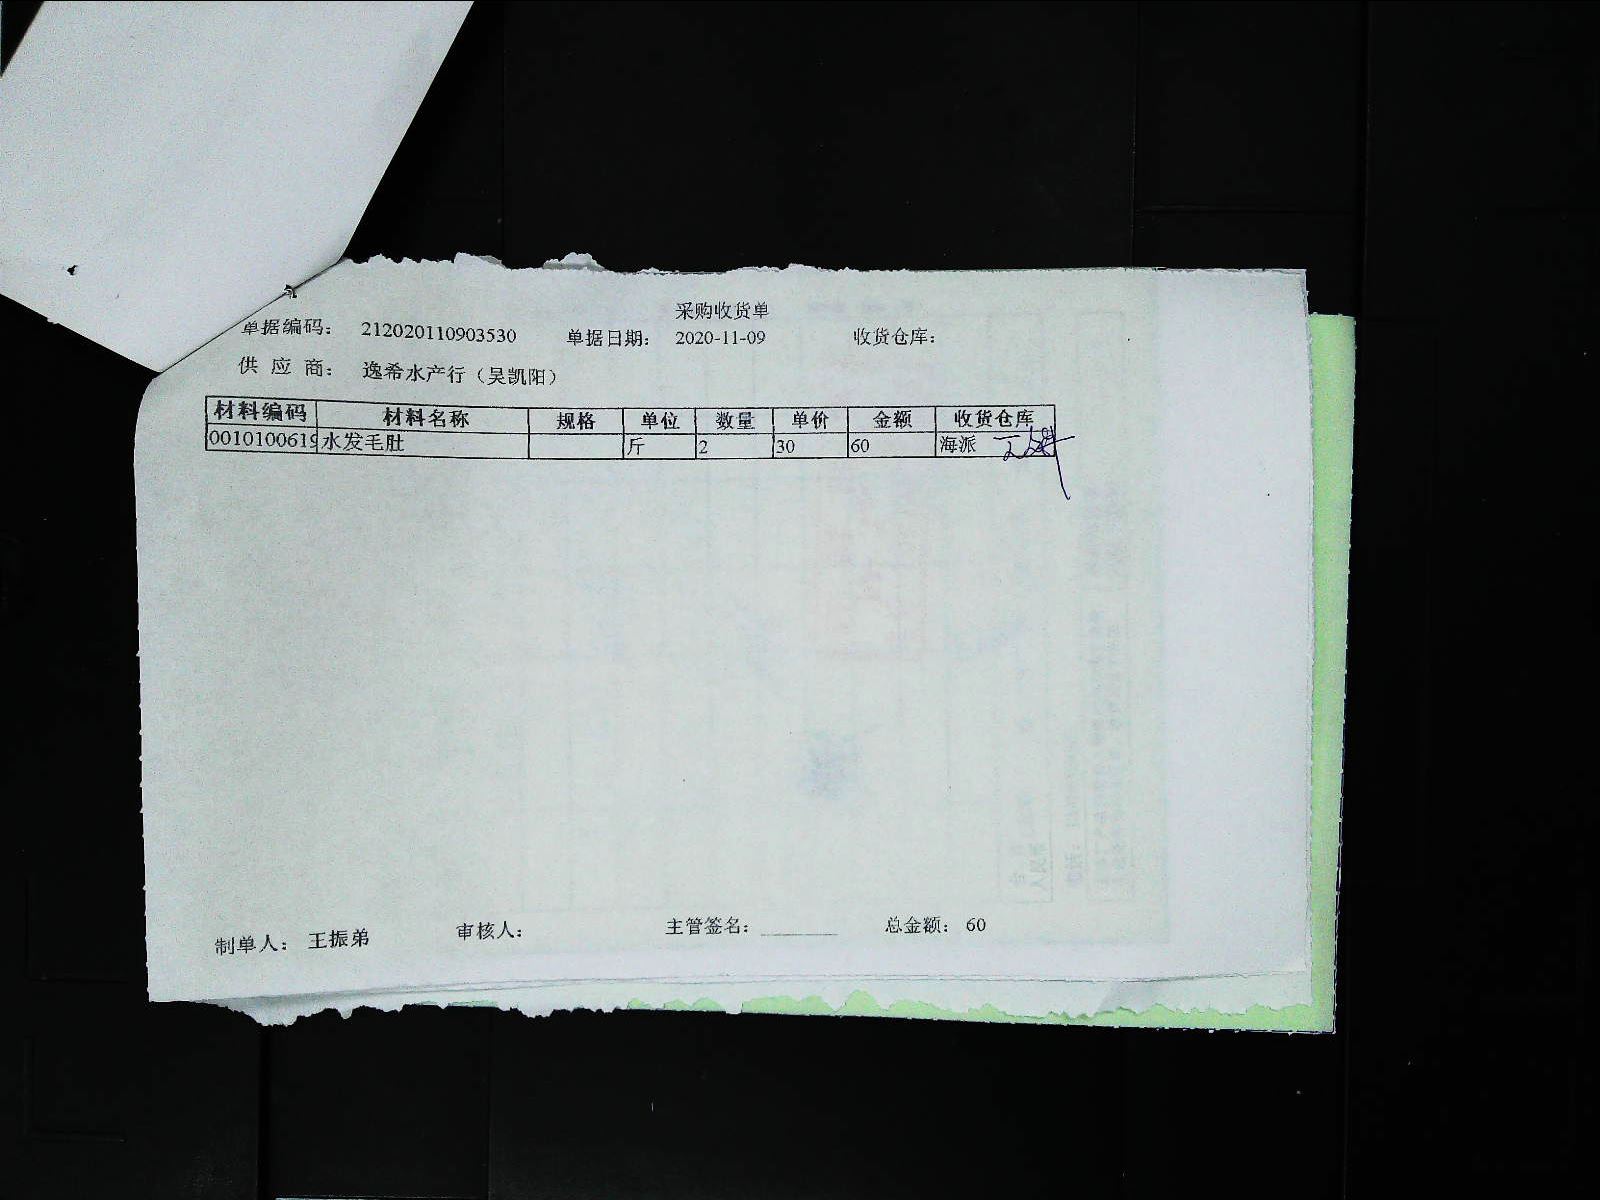 采购收货单
单据编码： 212020110903530 单据日期： 2020-11-09 收货仓库：
供 应 商： 逸希水产行（吴凯阳）
材料编码 材料名称 规格 单位 数量 单价 金额 收货仓库
0010100619 水发毛肚 斤 2 30 60 海派
制单人： 王振弟 审核人： 主管签名：________ 总金额： 60